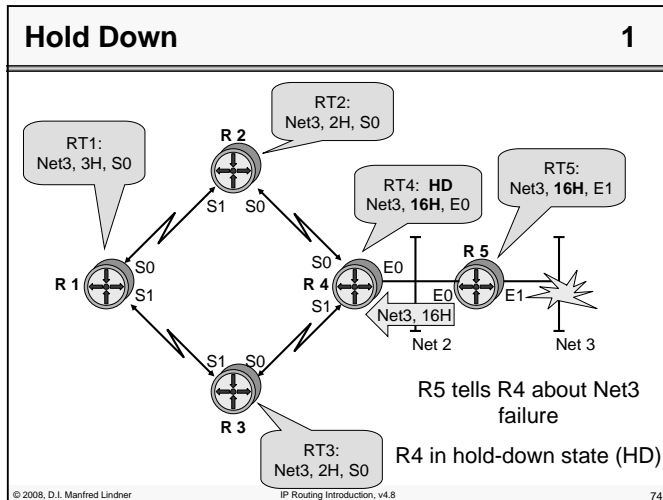 Hold Down
1
RT1:
Net3, 3H, S0
RT2:
Net3, 2H, S0
R 2
RT4: HD
Net3, 16H, E0
RT5:
Net3, 16H, E1
S1
S0
R 5
R 1
S0
S1
S0
R 4
S1
E0
E0
E1
Net3, 16H
Net 2
Net 3
S1
S0
R 3
RT3:
Net3, 2H, S0
R5 tells R4 about Net3
failure
R4 in hold-down state (HD)
© 2008, D.I. Manfred Lindner
IP Routing Introduction, v4.8
74